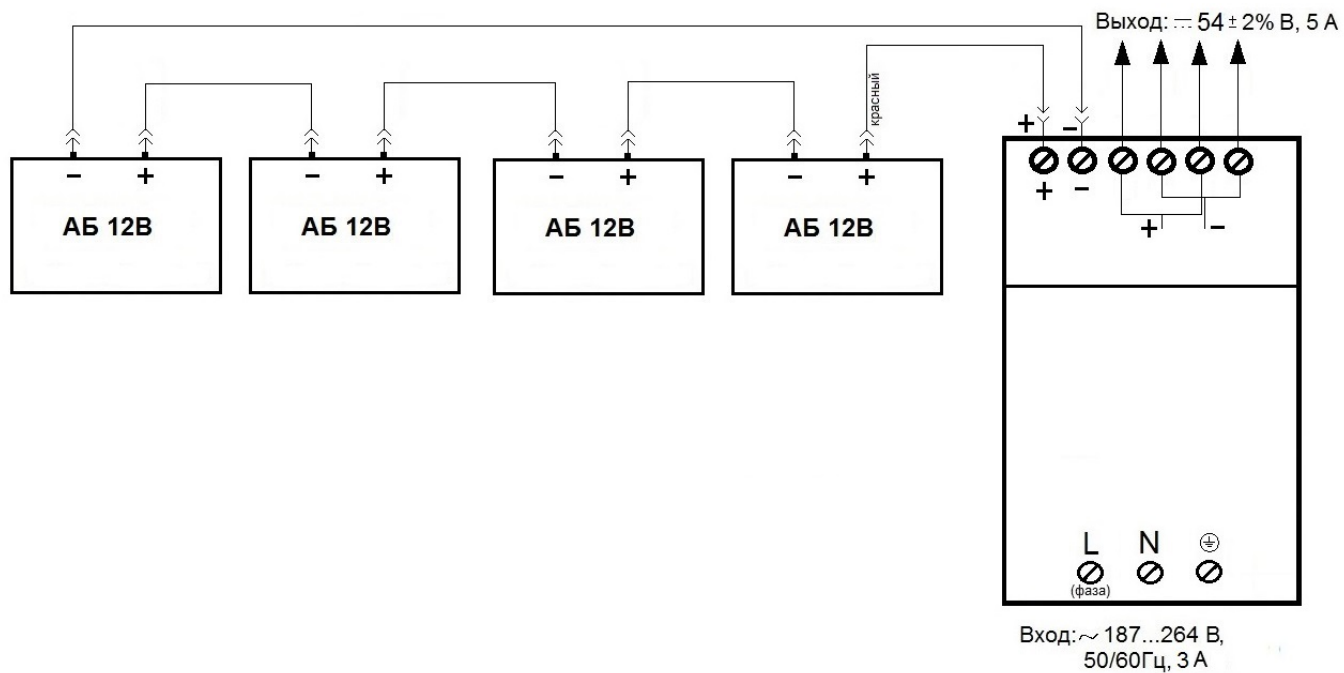 Выход: ⎓ 54 ± 2% В, 5 А
красный
+ −
− + − + − + − +
+ −
АБ 12В АБ 12В АБ 12В АБ 12В
+ −
L N ⏚
(фаза)
Вход: ~ 187...264 В,
50/60Гц, 3 А